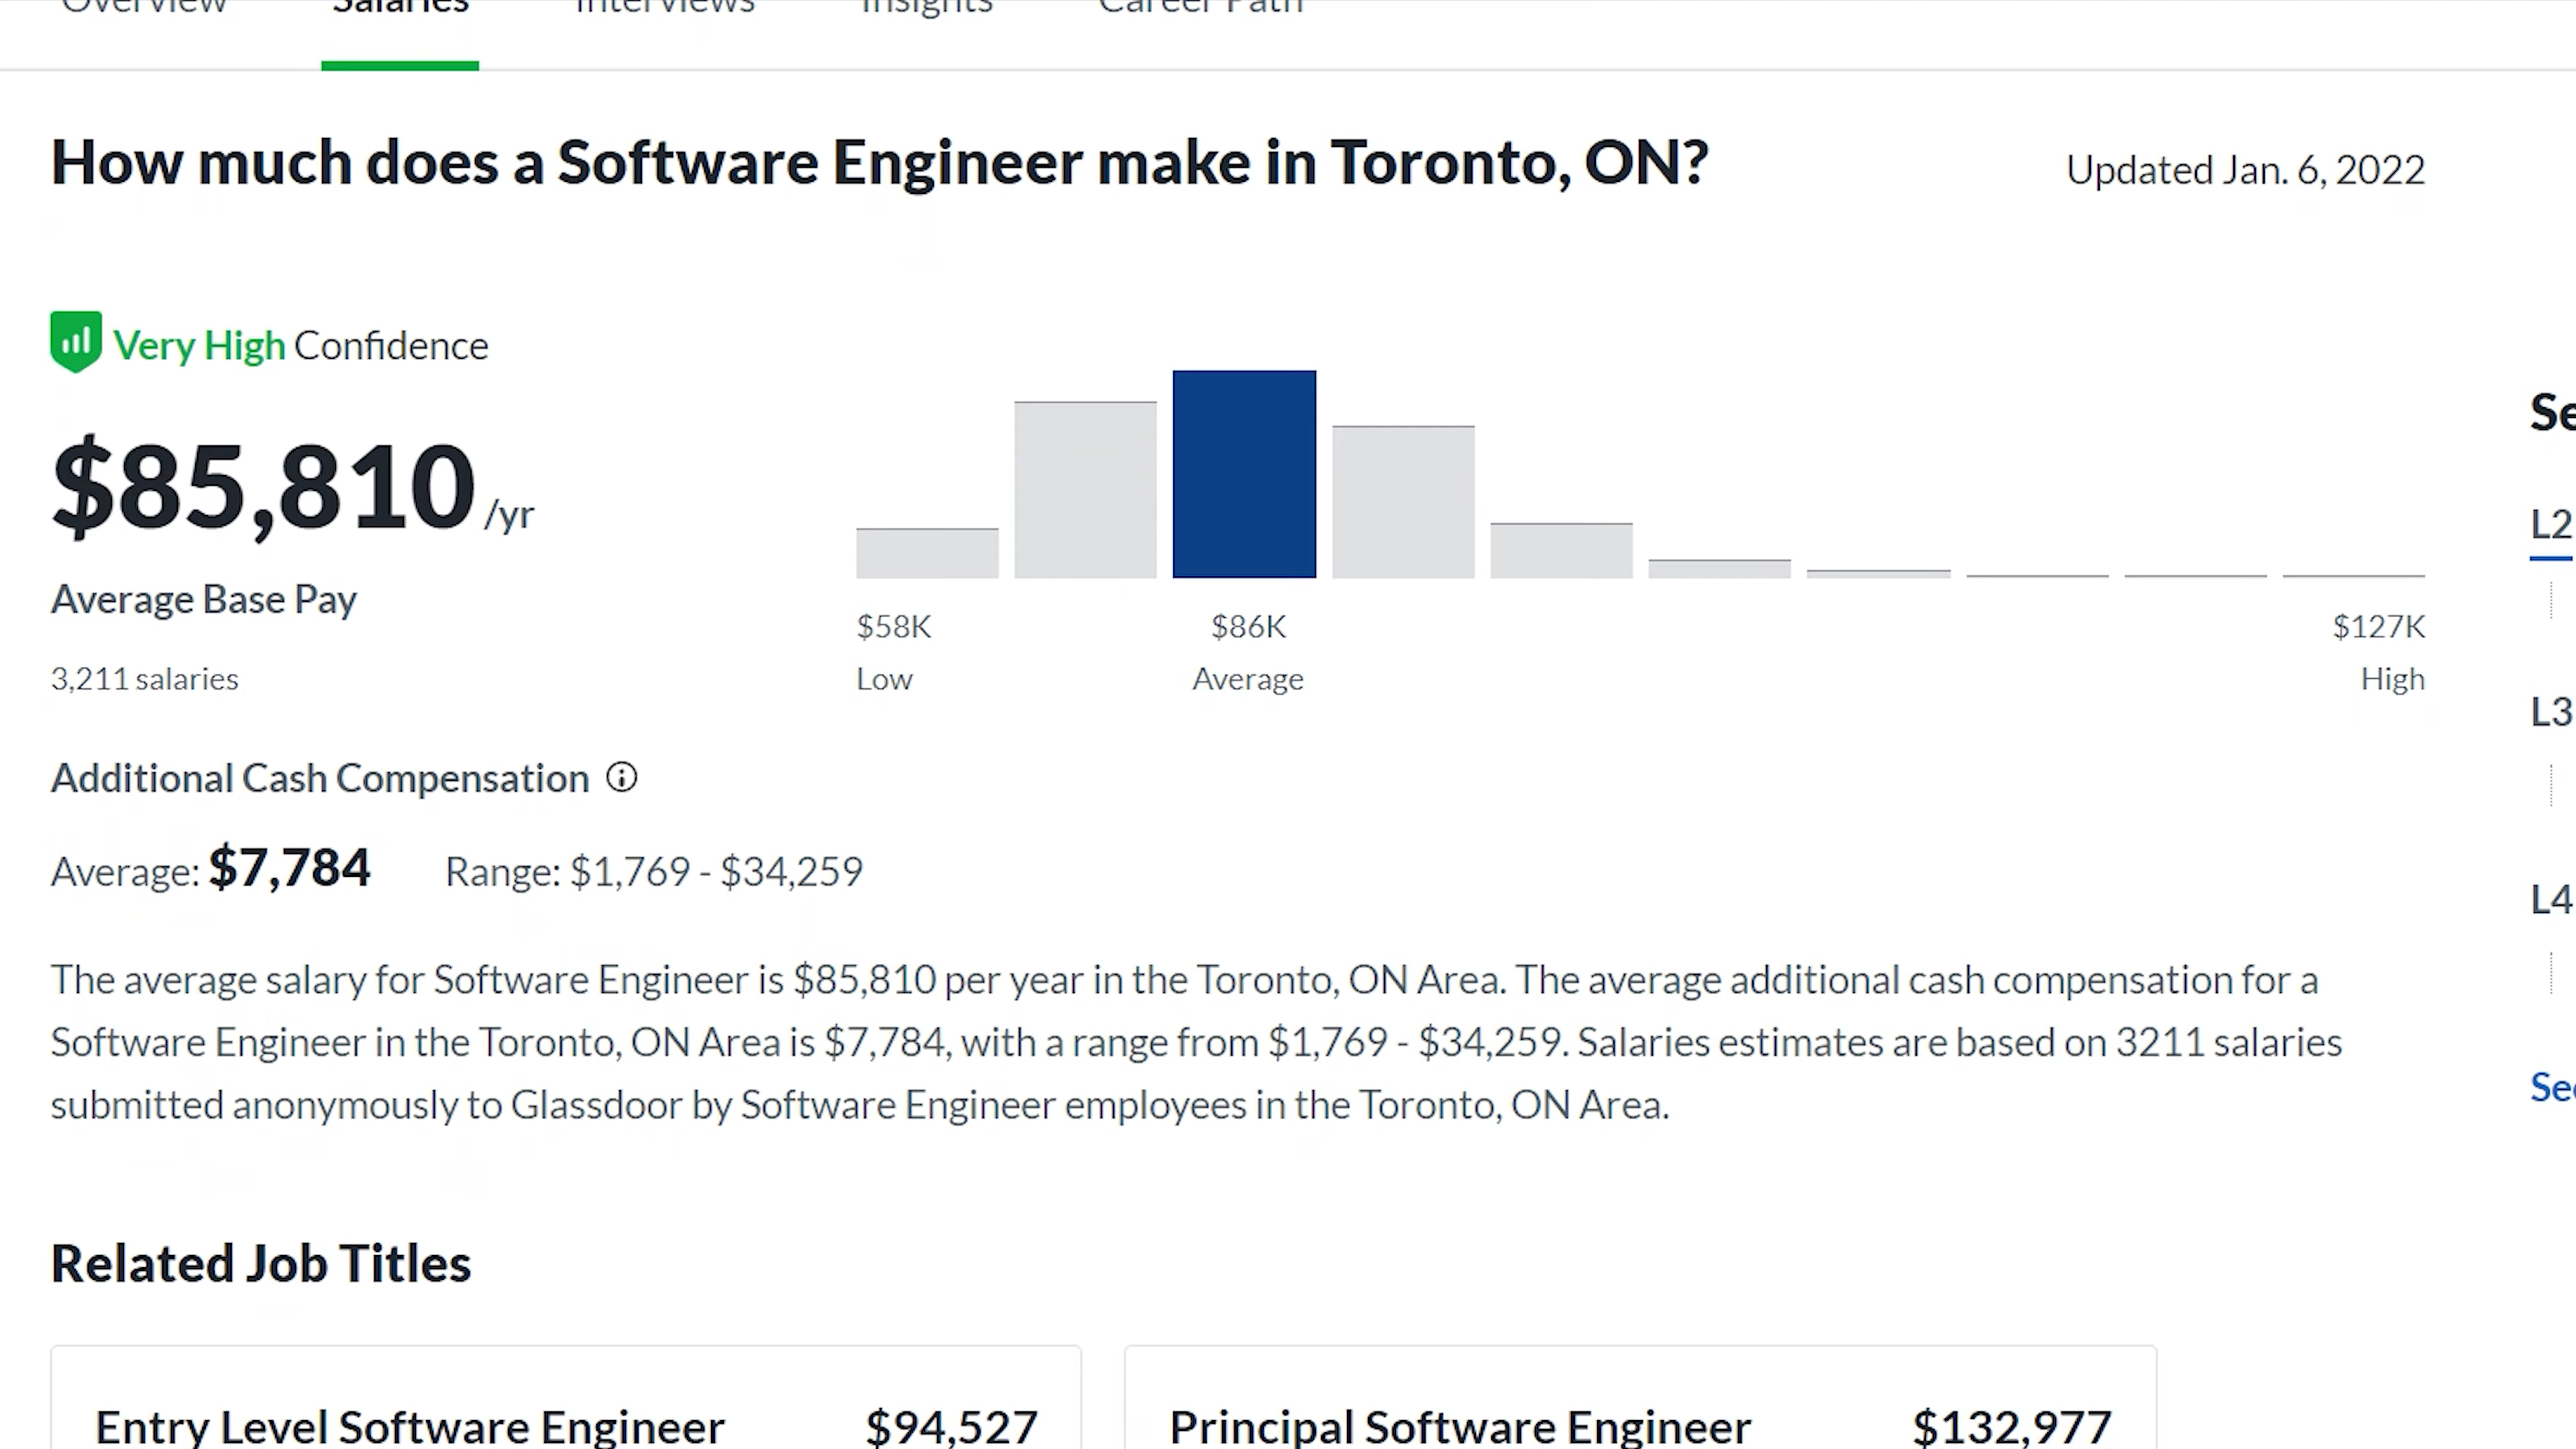 Overview Salaries Interviews Insights Career Path
How much does a Software Engineer make in Toronto, ON?
Updated Jan. 6, 2022
Very High Confidence
$85,810 /yr
Average Base Pay
3,211 salaries
$58K $86K $127K
Low Average High
Additional Cash Compensation
Average: $7,784 Range: $1,769 - $34,259
The average salary for Software Engineer is $85,810 per year in the Toronto, ON Area. The average additional cash compensation for a
Software Engineer in the Toronto, ON Area is $7,784, with a range from $1,769 - $34,259. Salaries estimates are based on 3211 salaries
submitted anonymously to Glassdoor by Software Engineer employees in the Toronto, ON Area.
Related Job Titles
Entry Level Software Engineer $94,527
Principal Software Engineer $132,977
L2
L3
L4